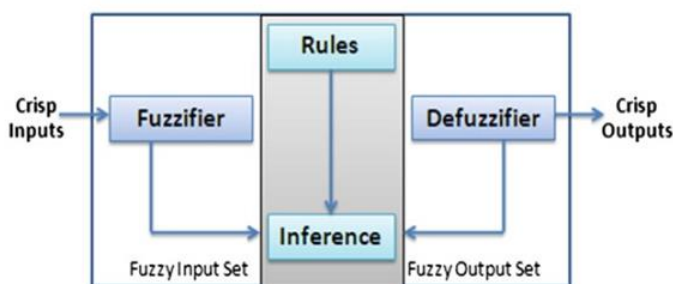 Crisp
Inputs
Fuzzifier
Rules
Inference
Defuzzifier
Crisp
Outputs
Fuzzy Input Set
Fuzzy Output Set